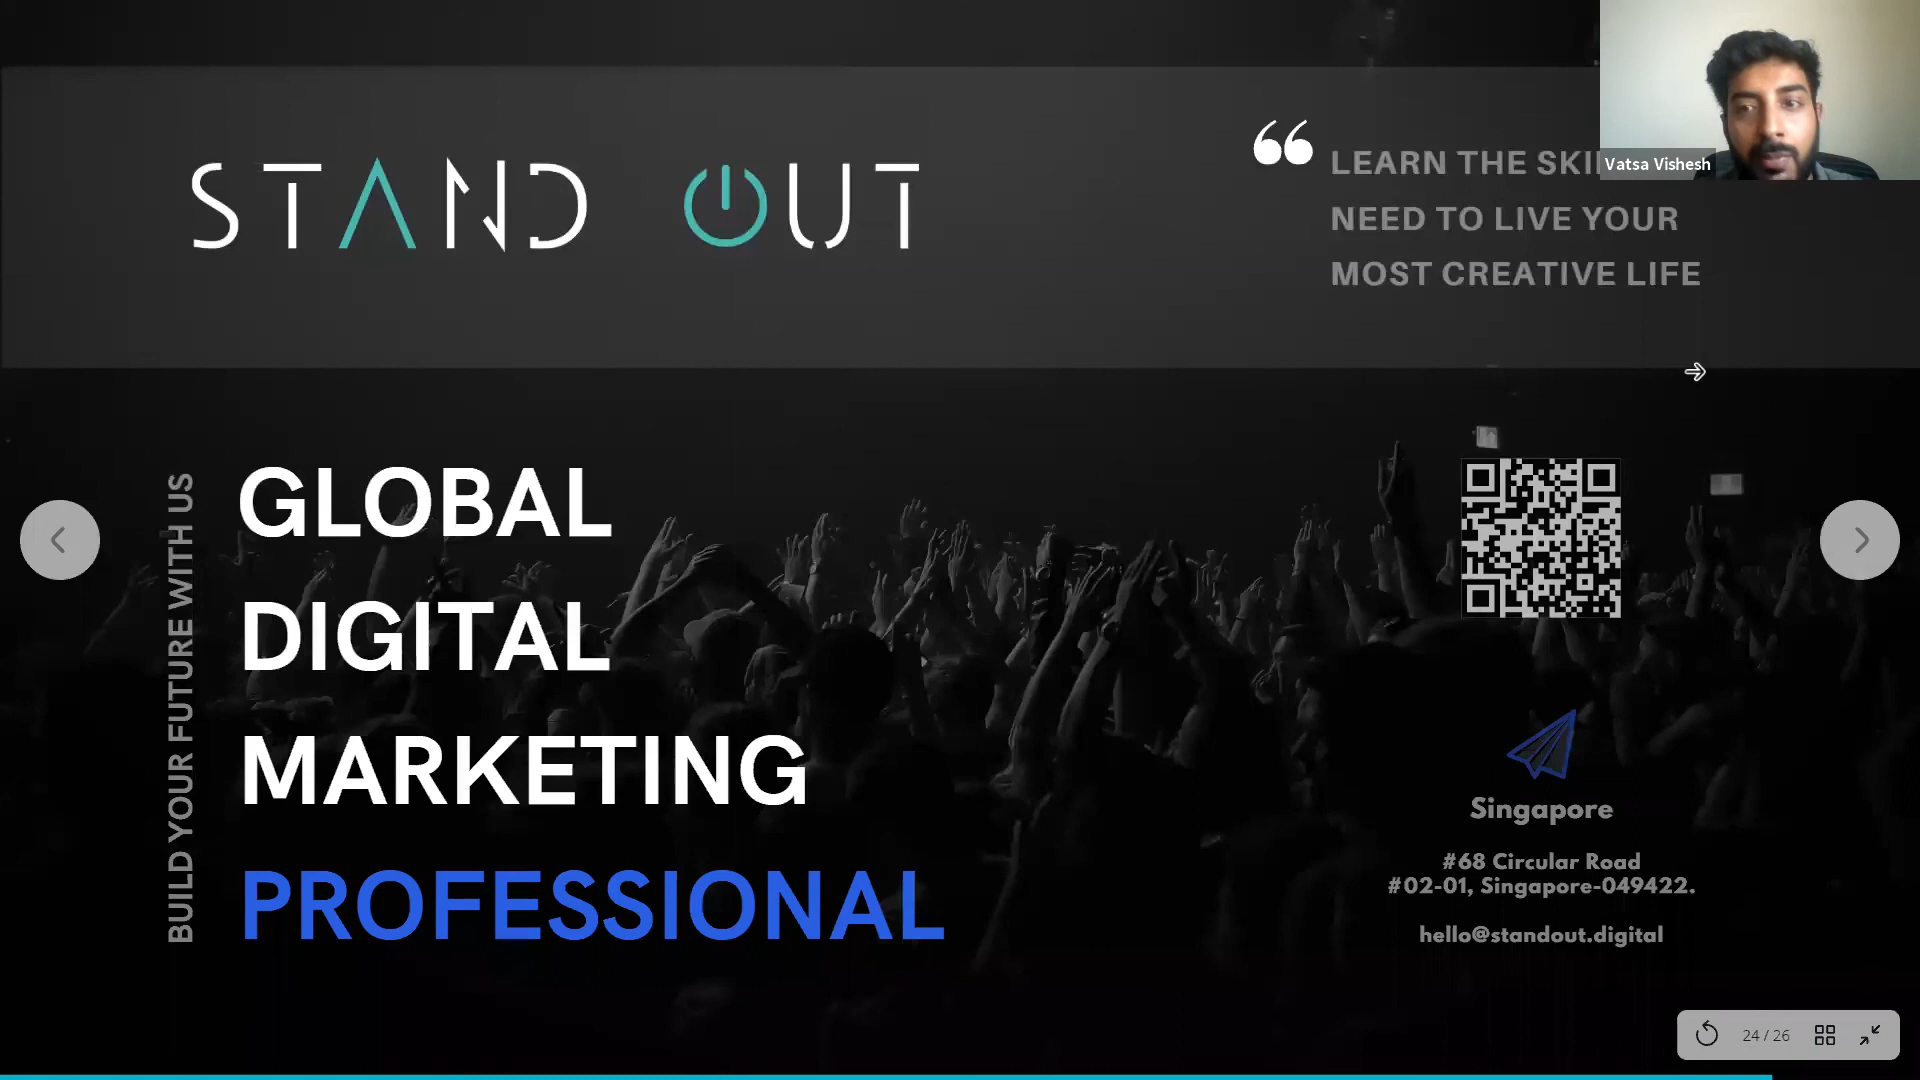 STAND OUT
LEARN THE
NEED TO LIVE YOUR
MOST CREATIVE LIFE
Vatsa Vishesh
BUILD YOUR FUTURE WITH US
GLOBAL
DIGITAL
MARKETING
PROFESSIONAL
Singapore
#68 Circular Road
#02-01, Singapore-049422.
hello@standout.digital
24 / 26